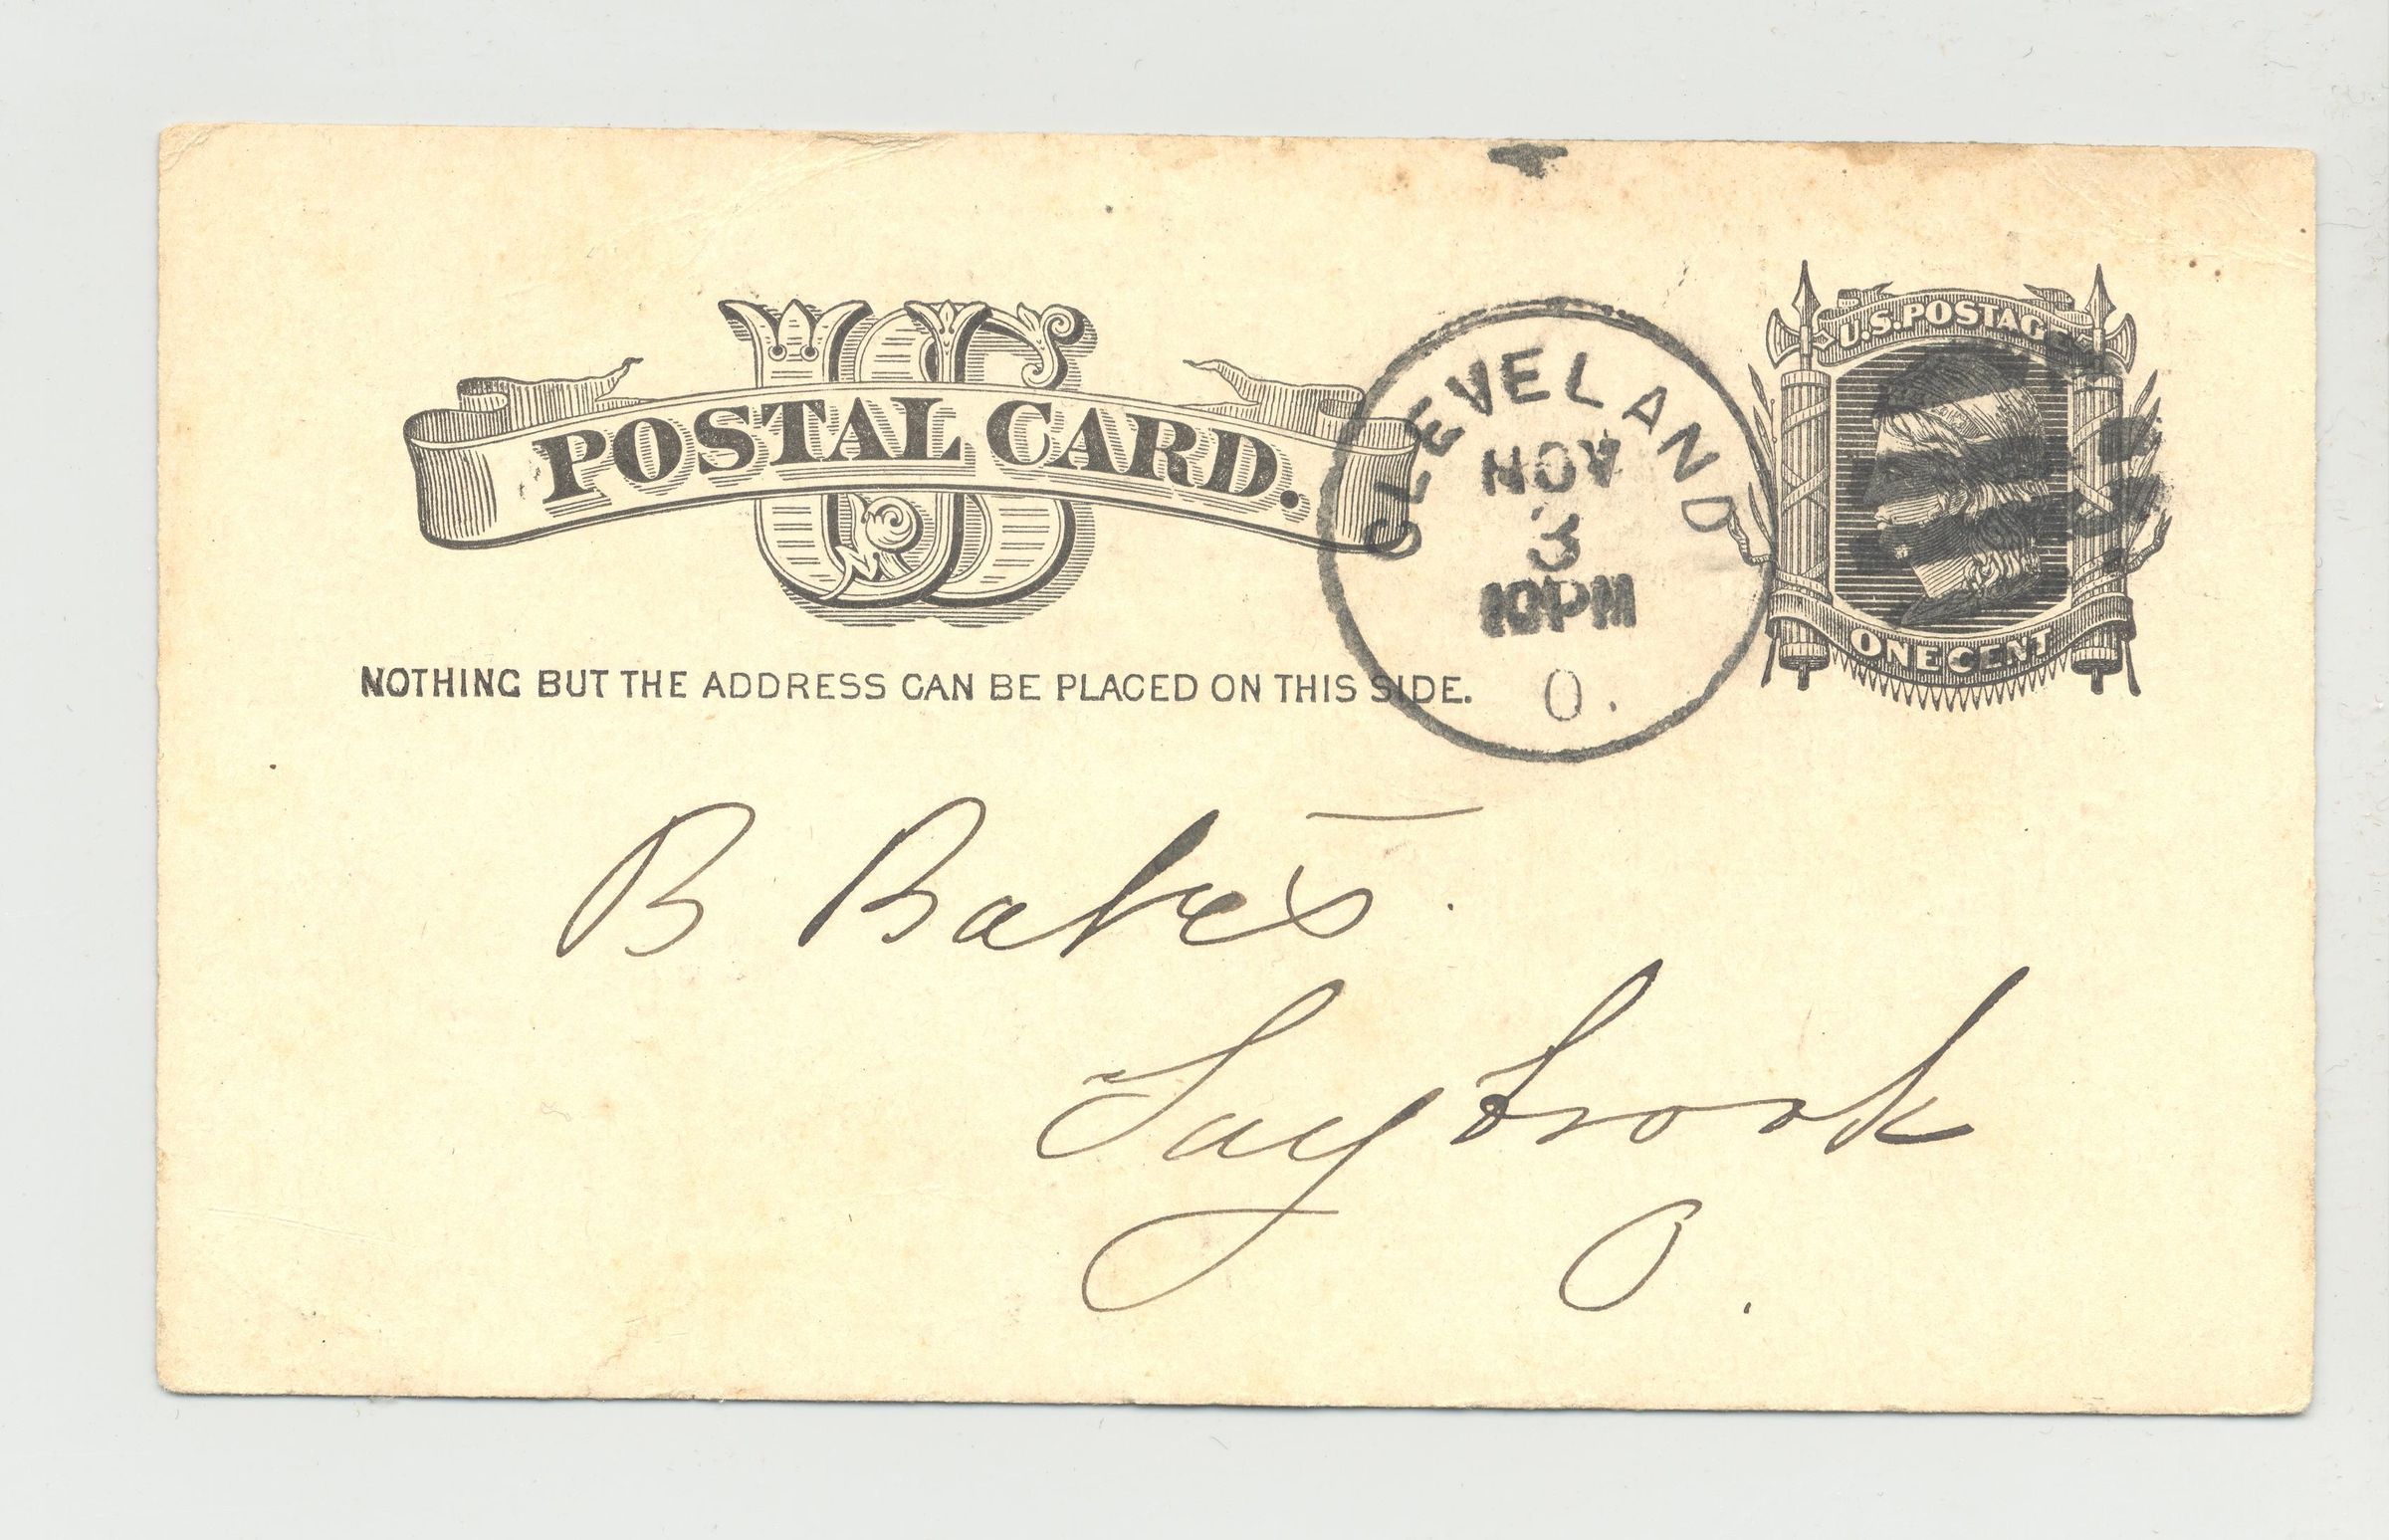 US
POSTAL CARD.
NOTHING BUT THE ADDRESS CAN BE PLACED ON THIS SIDE.
CLEVELAND
NOV
3
10PM
O.
U.S. POSTAGE
ONE CENT
B Bates.
Saybrook
O.